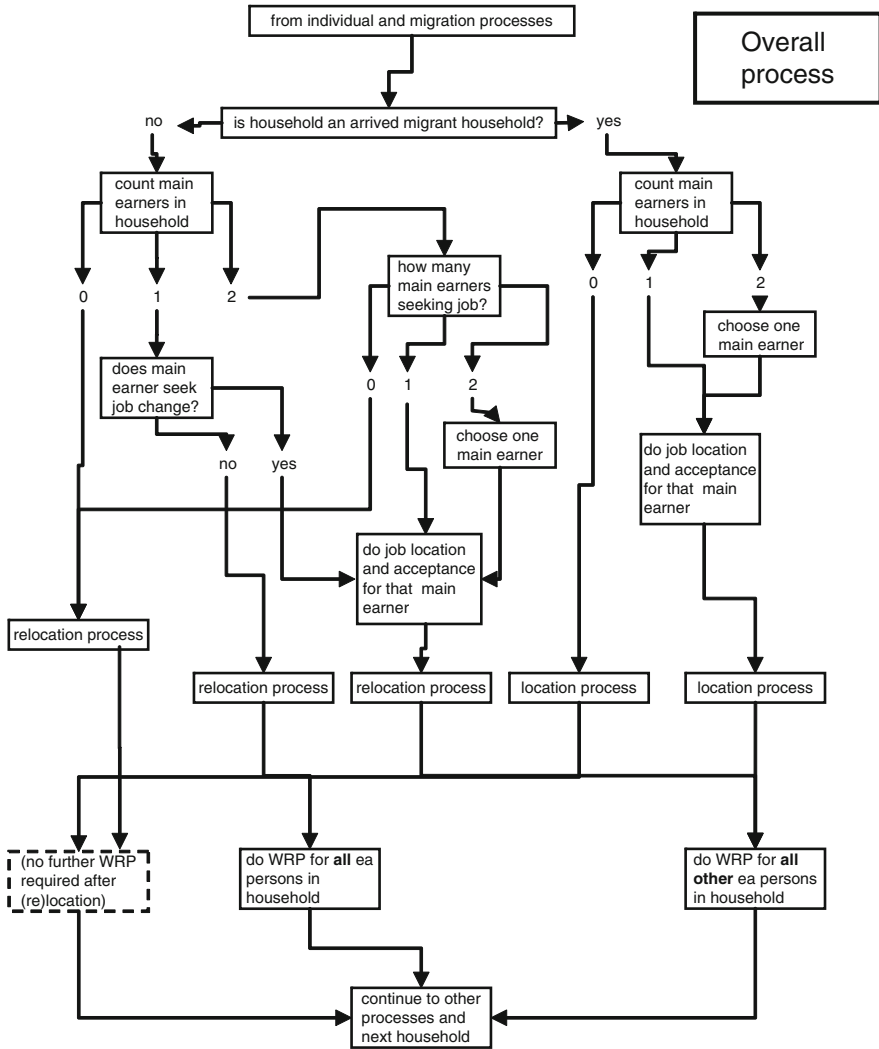 from individual and migration processes
Overall
process
no
is household an arrived migrant household?
yes
count main
earners in
household
count main
earners in
household
how many
main earners
seeking job?
0
1
2
0
1
2
choose one
main earner
does main
earner seek
job change?
0
1
2
choose one
main earner
no
yes
do job location
and acceptance
for that main
earner
do job location
and acceptance
for that main
earner
relocation process
relocation process
relocation process
location process
location process
(no further WRP
required after
(re)location)
do WRP for all ea
persons in
household
do WRP for all
other ea persons
in household
continue to other
processes and
next household